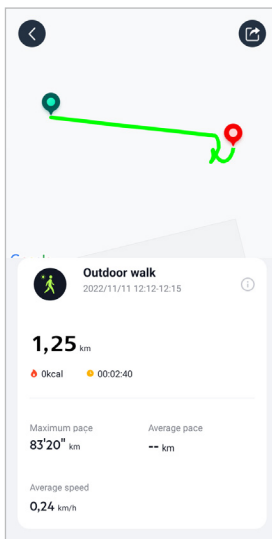 Outdoor walk
2022/11/11 12:12-12:15
1,25 km
0kcal 00:02:40
Maximum pace Average pace
83'20" km -- km
Average speed
0,24 km/h